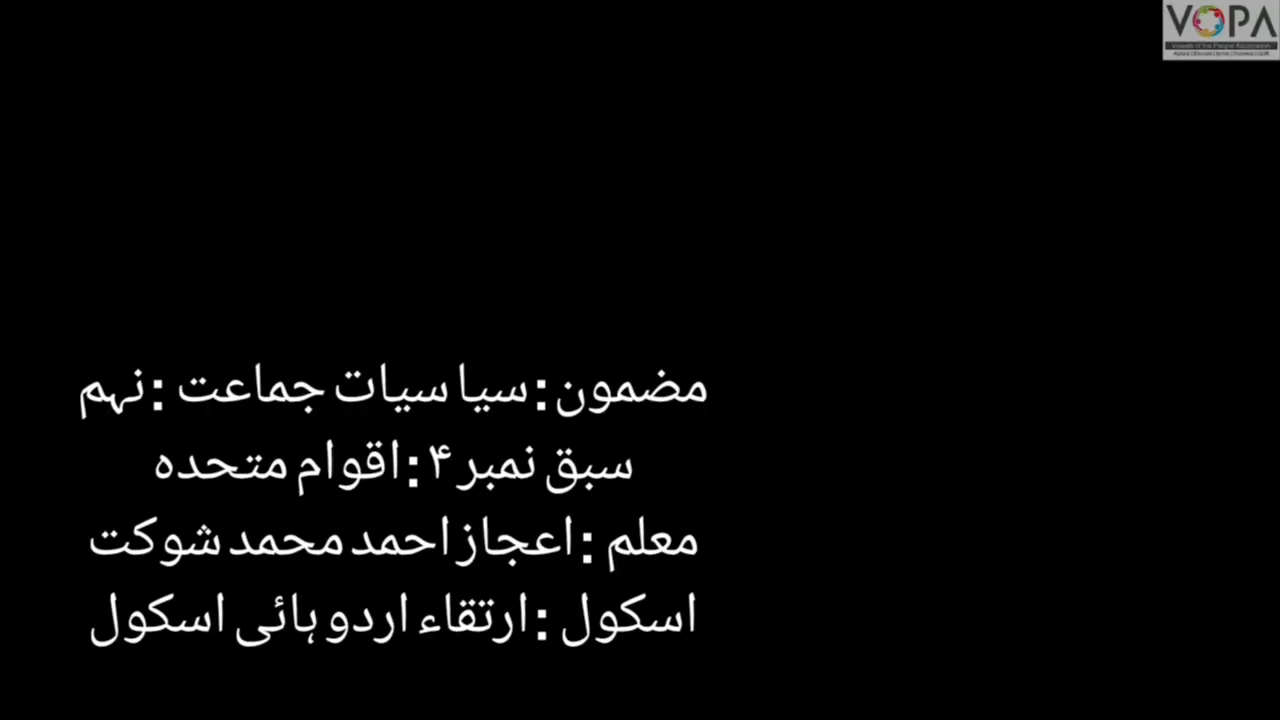 VOPA
مضمون : سیا سیات جماعت : نہم
سبق نمبر ۴ : اقوام متحدہ
معلم : اعجاز احمد محمد شوکت
اسکول : ارتقاء اردو ہائی اسکول